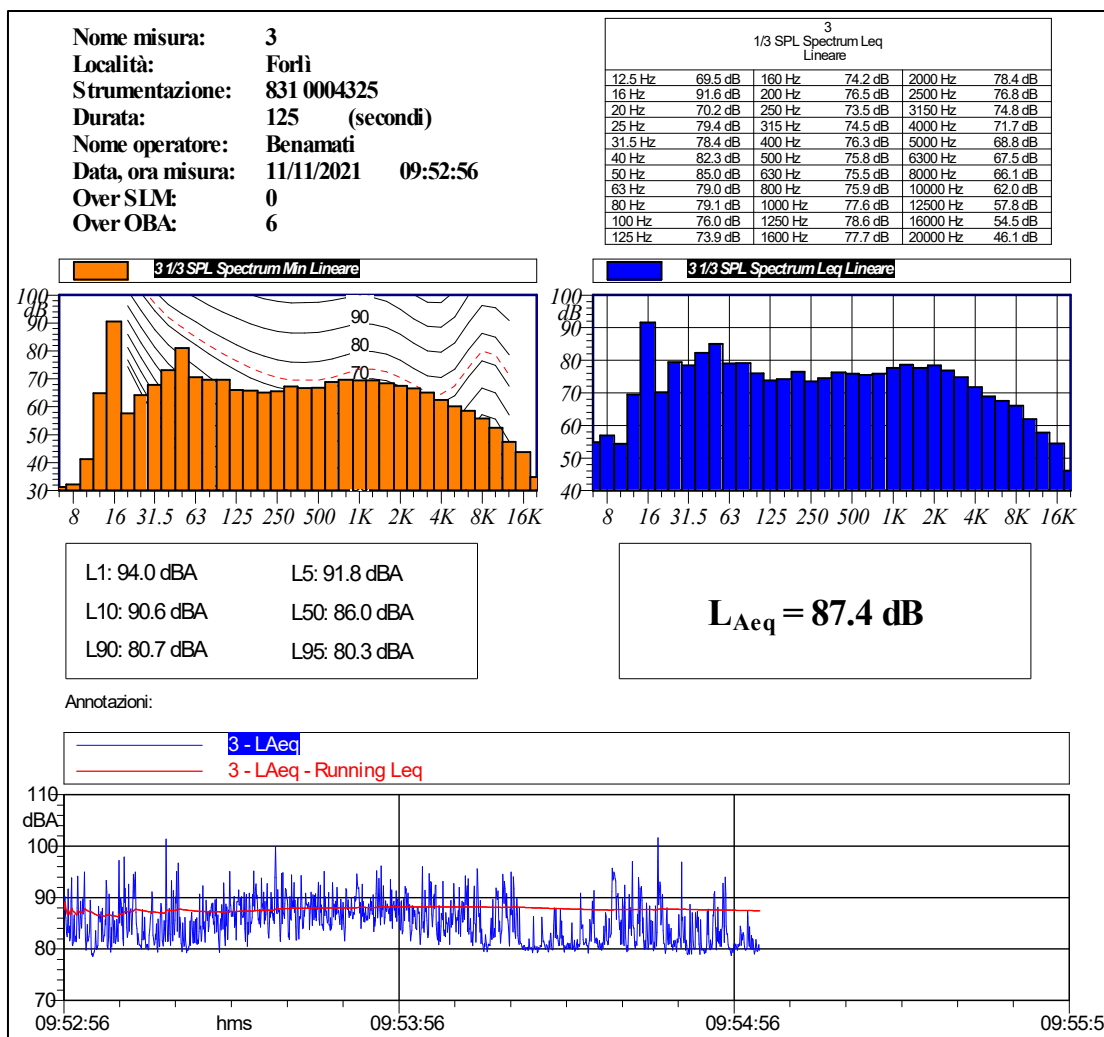 Nome misura: 3
Località: Forlì
Strumentazione: 831 0004325
Durata: 125 (secondi)
Nome operatore: Benamati
Data, ora misura: 11/11/2021 09:52:56
Over SLM: 0
Over OBA: 6
3
1/3 SPL Spectrum Leq
Lineare
12.5 Hz 69.5 dB 160 Hz 74.2 dB 2000 Hz 78.4 dB
16 Hz 91.6 dB 200 Hz 76.5 dB 2500 Hz 76.8 dB
20 Hz 70.2 dB 250 Hz 73.5 dB 3150 Hz 74.8 dB
25 Hz 79.4 dB 315 Hz 74.5 dB 4000 Hz 71.7 dB
31.5 Hz 78.4 dB 400 Hz 76.3 dB 5000 Hz 68.8 dB
40 Hz 82.3 dB 500 Hz 75.8 dB 6300 Hz 67.5 dB
50 Hz 85.0 dB 630 Hz 75.5 dB 8000 Hz 66.1 dB
63 Hz 79.0 dB 800 Hz 75.9 dB 10000 Hz 62.0 dB
80 Hz 79.1 dB 1000 Hz 77.6 dB 12500 Hz 57.8 dB
100 Hz 76.0 dB 1250 Hz 78.6 dB 16000 Hz 54.5 dB
125 Hz 73.9 dB 1600 Hz 77.7 dB 20000 Hz 46.1 dB
3 1/3 SPL Spectrum Min Lineare
100
dB
90
80
70
60
50
40
30
90
80
70
8 16 31.5 63 125 250 500 1K 2K 4K 8K 16K
3 1/3 SPL Spectrum Leq Lineare
100
dB
90
80
70
60
50
40
8 16 31.5 63 125 250 500 1K 2K 4K 8K 16K
L1: 94.0 dBA L5: 91.8 dBA
L10: 90.6 dBA L50: 86.0 dBA
L90: 80.7 dBA L95: 80.3 dBA
LAeq = 87.4 dB
Annotazioni:
3 - LAeq
3 - LAeq - Running Leq
110
dBA
100
90
80
70
09:52:56 hms 09:53:56 09:54:56 09:55:5